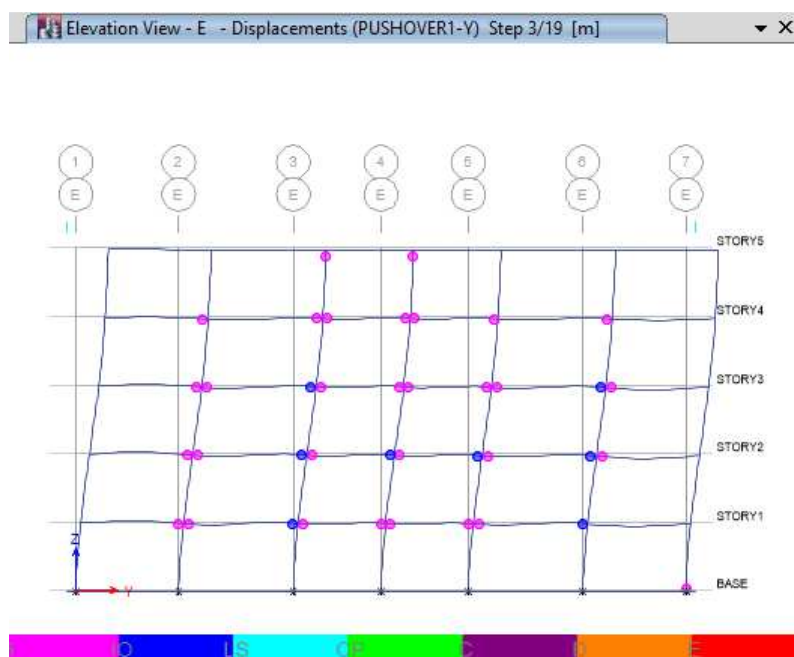 Elevation View - E - Displacements (PUSHOVER1-Y) Step 3/19 [m]
1 2 3 4 5 6 7
E E E E E E E
STORY5
STORY4
STORY3
STORY2
STORY1
Z
Y
BASE
IO LS CP C D E